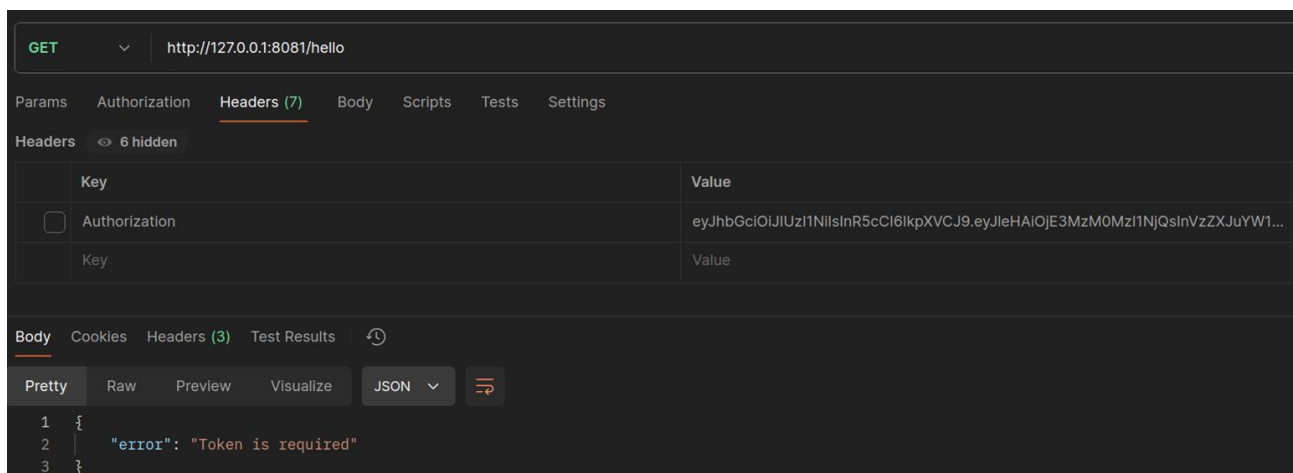 GET http://127.0.0.1:8081/hello
Params Authorization Headers (7) Body Scripts Tests Settings
Headers 6 hidden
Key Value
Authorization eyJhbGciOiJIUzI1NiIsInR5cCI6IkpXVCJ9.eyJleHAiOjE3MzM0MzI1NjQsInVzZXJuYW1...
Key Value
Body Cookies Headers (3) Test Results
Pretty Raw Preview Visualize JSON
1 {
2 "error": "Token is required"
3 }